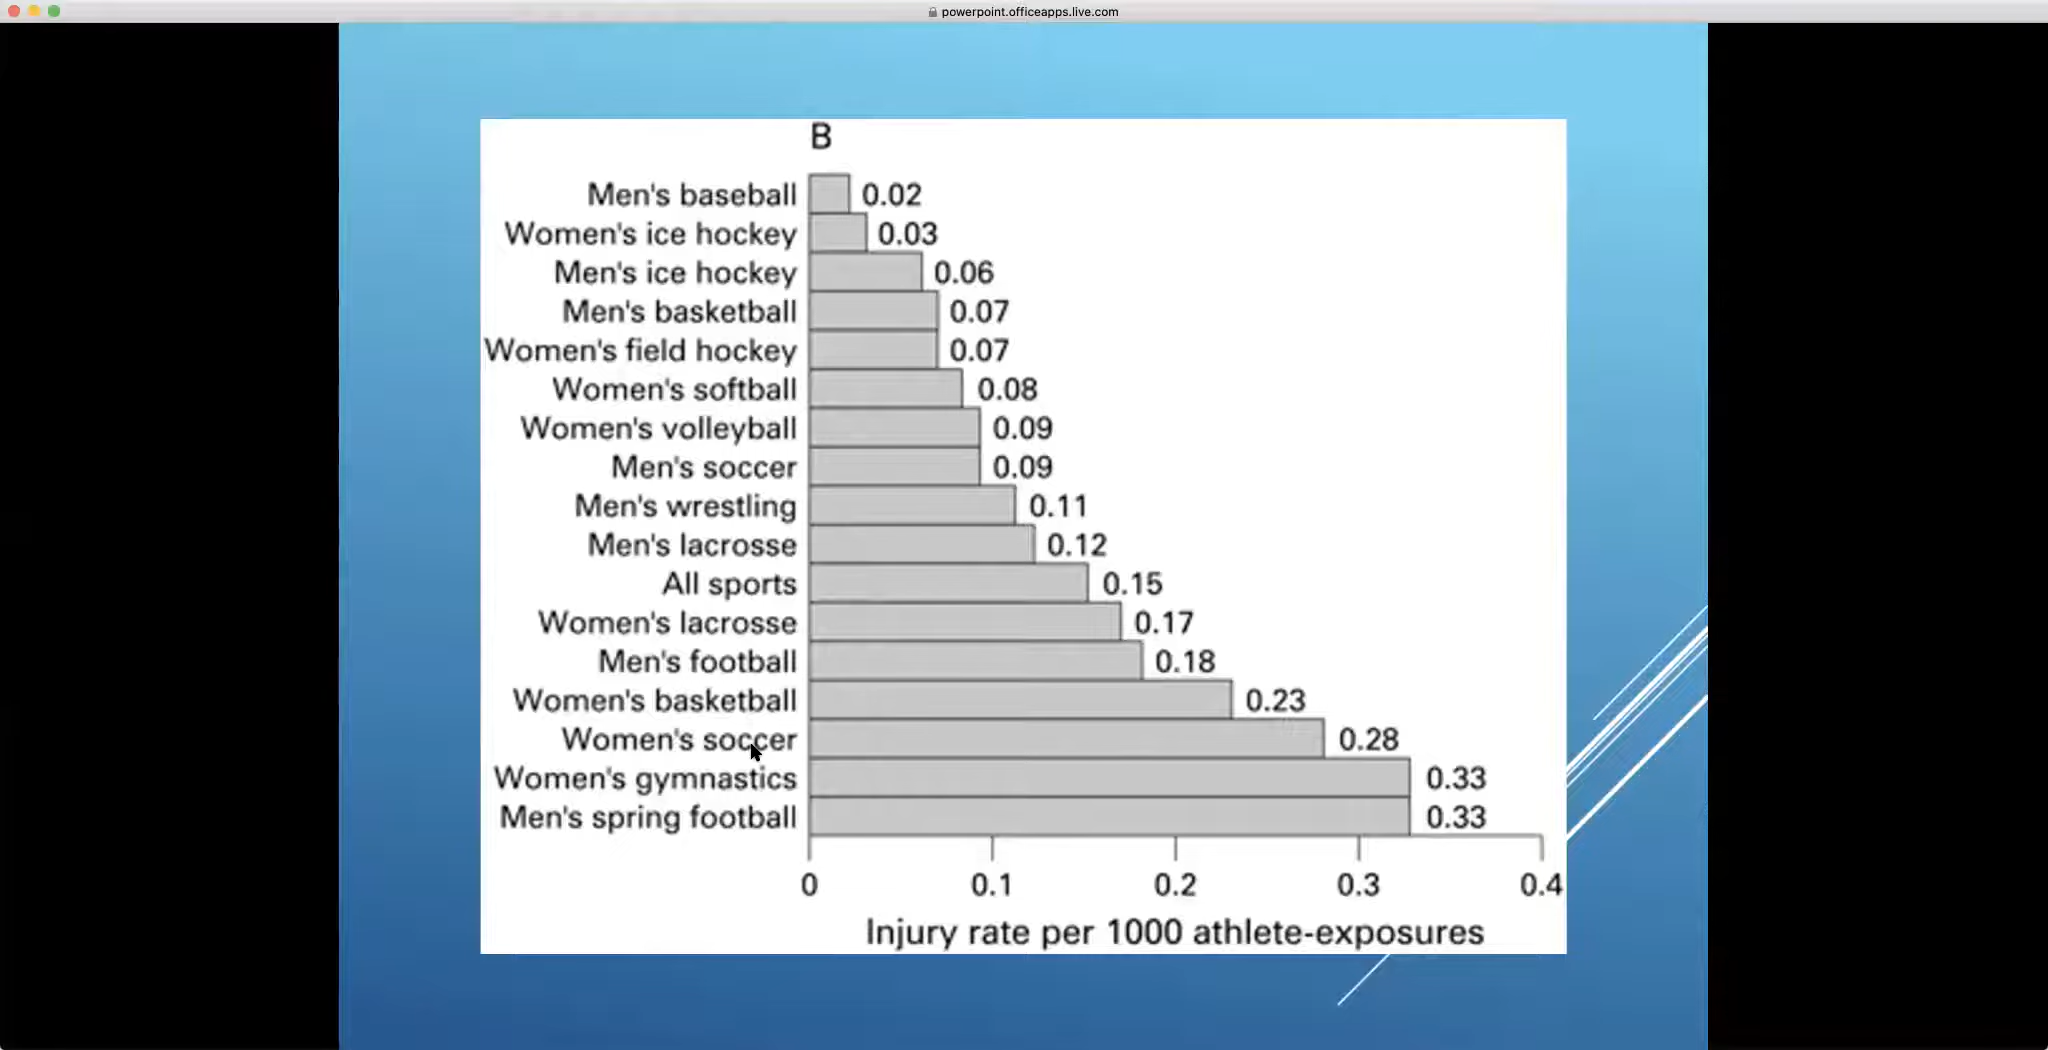 powerpoint.officeapps.live.com
B
Men's baseball 0.02
Women's ice hockey 0.03
Men's ice hockey 0.06
Men's basketball 0.07
Women's field hockey 0.07
Women's softball 0.08
Women's volleyball 0.09
Men's soccer 0.09
Men's wrestling 0.11
Men's lacrosse 0.12
All sports 0.15
Women's lacrosse 0.17
Men's football 0.18
Women's basketball 0.23
Women's soccer 0.28
Women's gymnastics 0.33
Men's spring football 0.33
0 0.1 0.2 0.3 0.4
Injury rate per 1000 athlete-exposures